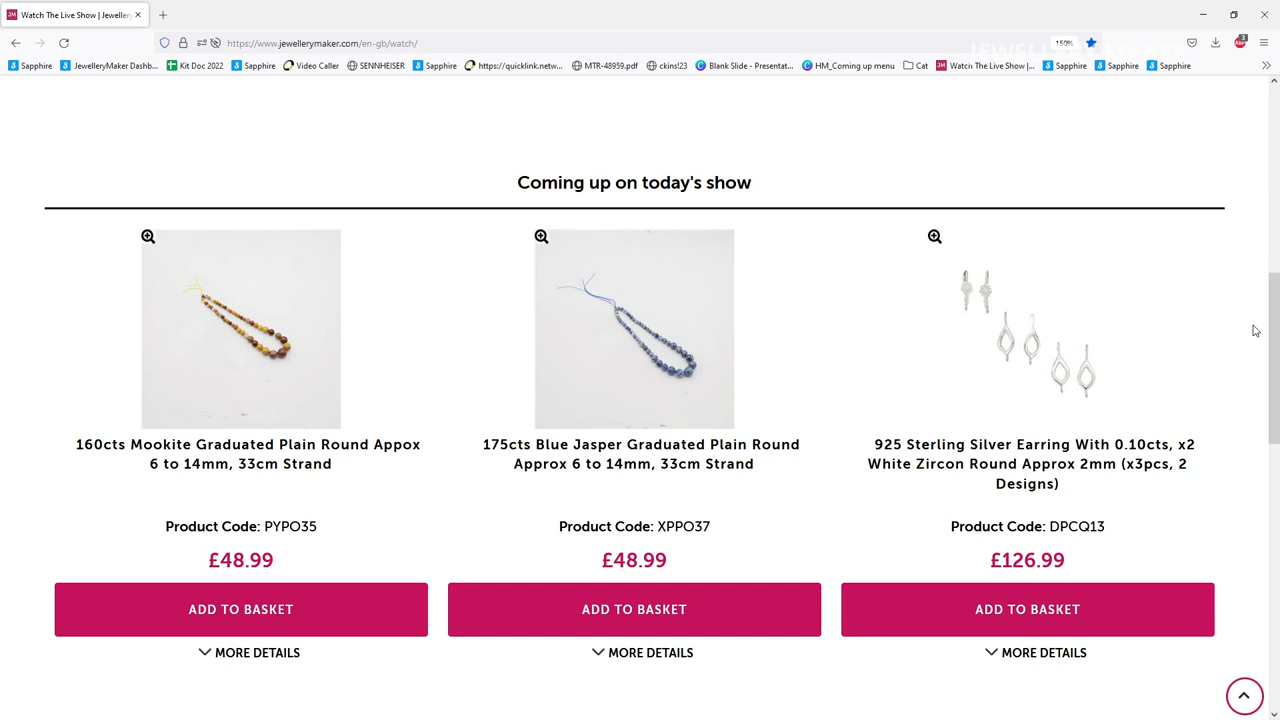 Watch The Live Show | Jeweller
https://www.jewellerymaker.com gb/watch/
150%
3
Sapphire
JewelleryMaker Dashb...
Kit Doc 2022
Sapphire
Video Caller
SENNHEISER
Sapphire
https://quicklink.netw...
MTR-48959.pdf
ckins!23
Blank Slide - Presentat...
HM_Coming up menu
Cat
Watch The Live Show |...
Sapphire
Sapphire
Sapphire
Coming up on today's show
160cts Mookite Graduated Plain Round Appox
6 to 14mm, 33cm Strand
Product Code: PYPO35
£48.99
ADD TO BASKET
MORE DETAILS
175cts Blue Jasper Graduated Plain Round
Approx 6 to 14mm, 33cm Strand
Product Code: XPPO37
£48.99
ADD TO BASKET
MORE DETAILS
925 Sterling Silver Earring With 0.10cts, x2
White Zircon Round Approx 2mm (x3pcs, 2
Designs)
Product Code: DPCQ13
£126.99
ADD TO BASKET
MORE DETAILS